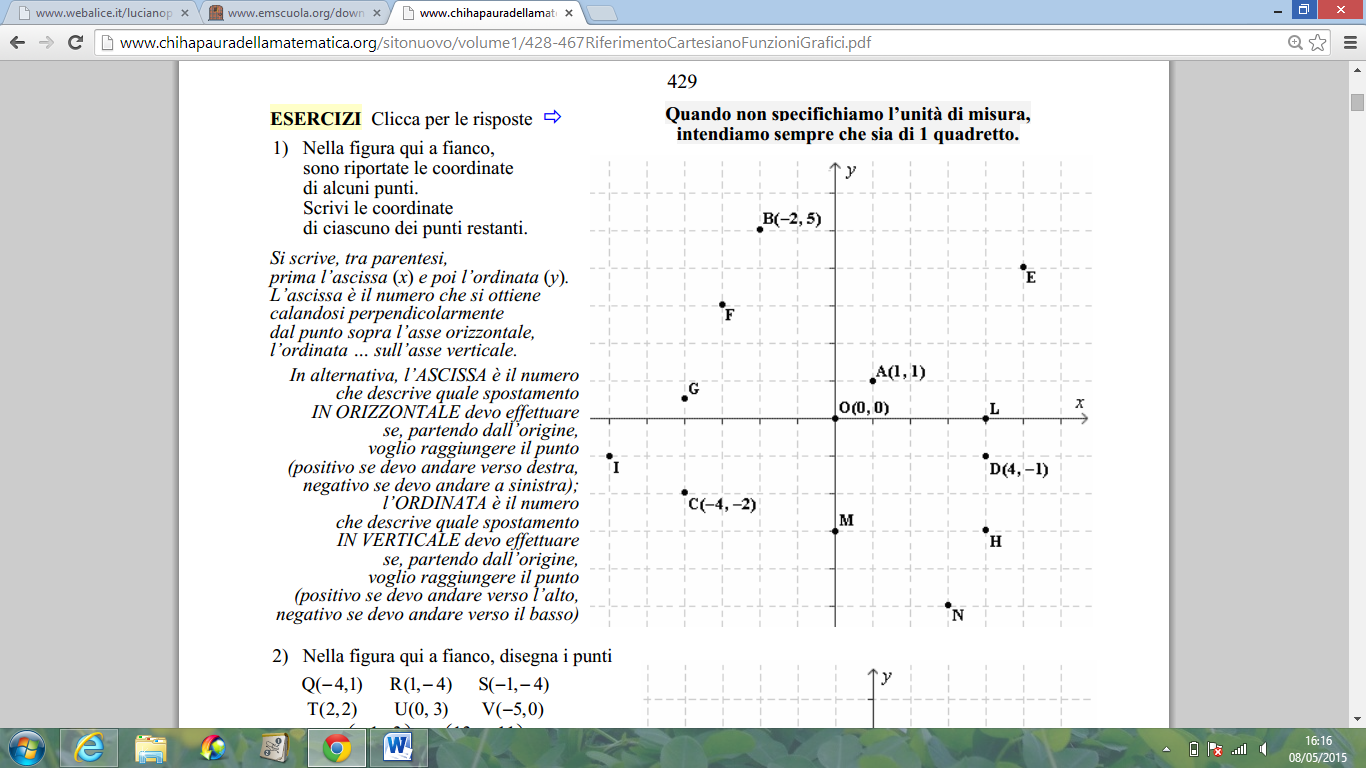 www.webalice.it/lucianop
www.emscuola.org/down
www.chihapauradellamate
www.chihapauradellamatematica.org/sitonuovo/volume1/428-467RiferimentoCartesianoFunzioniGrafici.pdf
429
ESERCIZI Clicca per le risposte ⇨
1) Nella figura qui a fianco,
sono riportate le coordinate
di alcuni punti.
Scrivi le coordinate
di ciascuno dei punti restanti.
Si scrive, tra parentesi,
prima l'ascissa (x) e poi l'ordinata (y).
L'ascissa è il numero che si ottiene
calandosi perpendicolarmente
dal punto sopra l'asse orizzontale,
l'ordinata … sull'asse verticale.
In alternativa, l'ASCISSA è il numero
che descrive quale spostamento
IN ORIZZONTALE devo effettuare
se, partendo dall'origine,
voglio raggiungere il punto
(positivo se devo andare verso destra,
negativo se devo andare a sinistra);
l'ORDINATA è il numero
che descrive quale spostamento
IN VERTICALE devo effettuare
se, partendo dall'origine,
voglio raggiungere il punto
(positivo se devo andare verso l'alto,
negativo se devo andare verso il basso)
Quando non specifichiamo l'unità di misura,
intendiamo sempre che sia di 1 quadretto.
y
B(−2, 5)
E
F
A(1, 1)
G
O(0, 0)
L
x
I
D(4, −1)
C(−4, −2)
M
H
N
2) Nella figura qui a fianco, disegna i punti
Q(−4,1) R(1,−4) S(−1,−4)
T(2,2) U(0, 3) V(−5,0)
y
16:16
08/05/2015